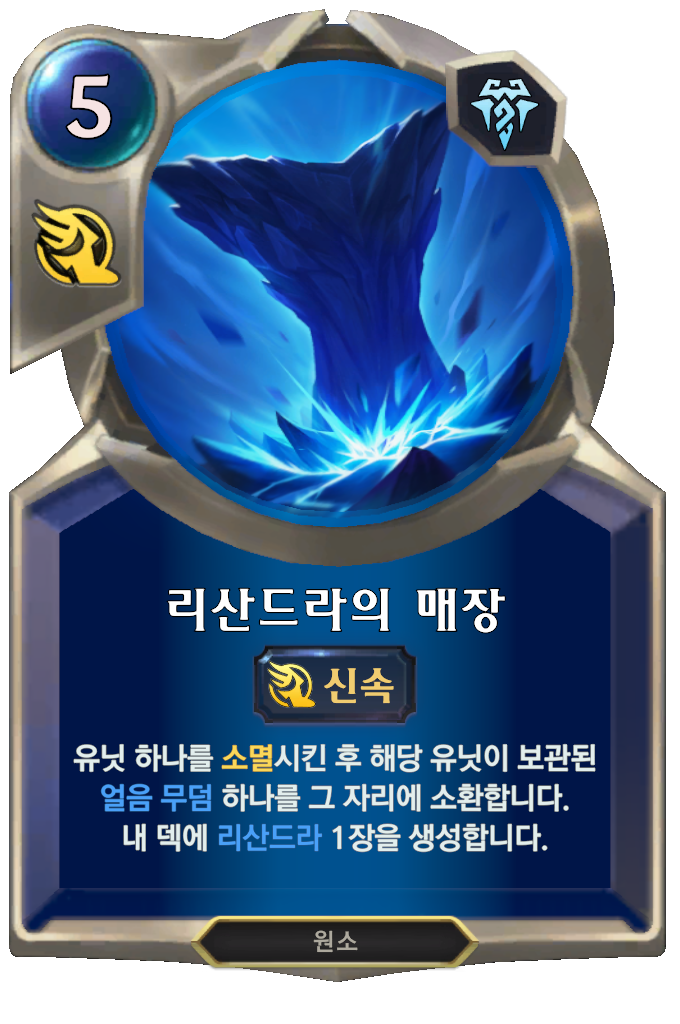 5
리산드라의 매장
신속
유닛 하나를 소멸시킨 후 해당 유닛이 보관된
얼음 무덤 하나를 그 자리에 소환합니다.
내 덱에 리산드라 1장을 생성합니다.
원소